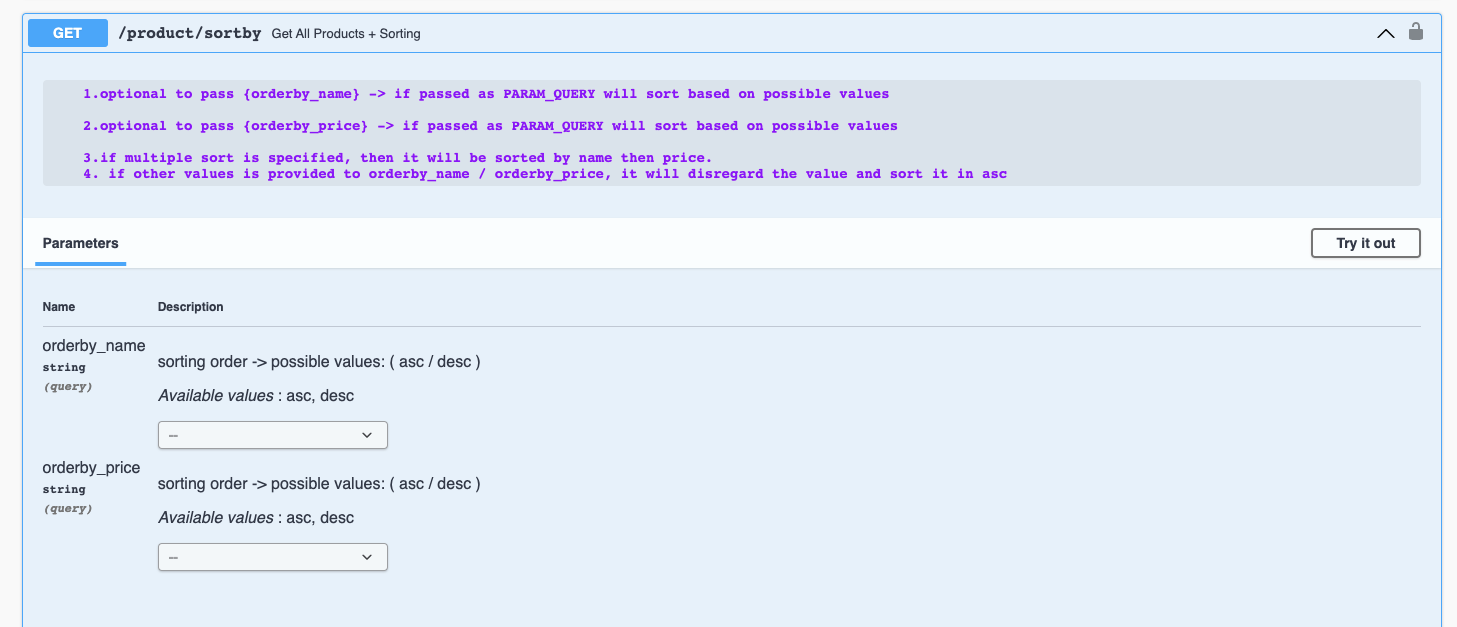 GET /product/sortby Get All Products + Sorting
1.optional to pass {orderby_name} -> if passed as PARAM_QUERY will sort based on possible values
2.optional to pass {orderby_price} -> if passed as PARAM_QUERY will sort based on possible values
3.if multiple sort is specified, then it will be sorted by name then price.
4. if other values is provided to orderby_name / orderby_price, it will disregard the value and sort it in asc
Parameters Try it out
Name Description
orderby_name
string
(query)
sorting order -> possible values: ( asc / desc )
Available values : asc, desc
--
orderby_price
string
(query)
sorting order -> possible values: ( asc / desc )
Available values : asc, desc
--